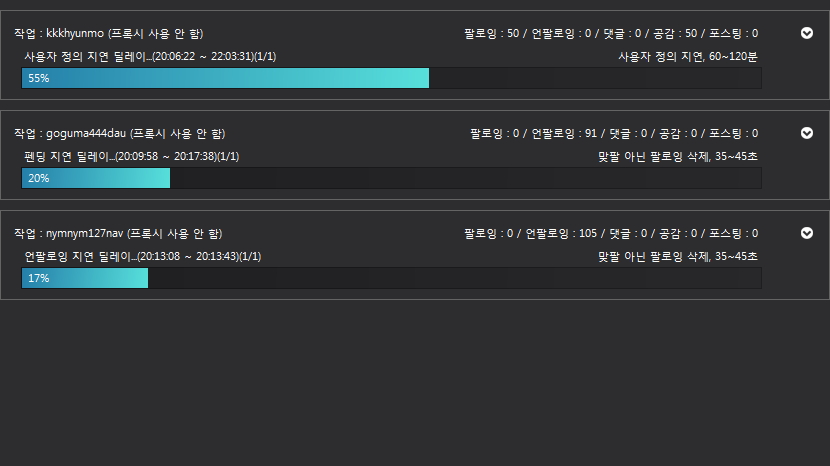 작업 : kkkhyunmo (프록시 사용 안 함) 팔로잉 : 50 / 언팔로잉 : 0 / 댓글 : 0 / 공감 : 50 / 포스팅 : 0
사용자 정의 지연 딜레이...(20:06:22 ~ 22:03:31)(1/1) 사용자 정의 지연, 60~120분
55%
작업 : goguma444dau (프록시 사용 안 함) 팔로잉 : 0 / 언팔로잉 : 91 / 댓글 : 0 / 공감 : 0 / 포스팅 : 0
펜딩 지연 딜레이...(20:09:58 ~ 20:17:38)(1/1) 맞팔 아닌 팔로잉 삭제, 35~45초
20%
작업 : nymnym127nav (프록시 사용 안 함) 팔로잉 : 0 / 언팔로잉 : 105 / 댓글 : 0 / 공감 : 0 / 포스팅 : 0
언팔로잉 지연 딜레이...(20:13:08 ~ 20:13:43)(1/1) 맞팔 아닌 팔로잉 삭제, 35~45초
17%